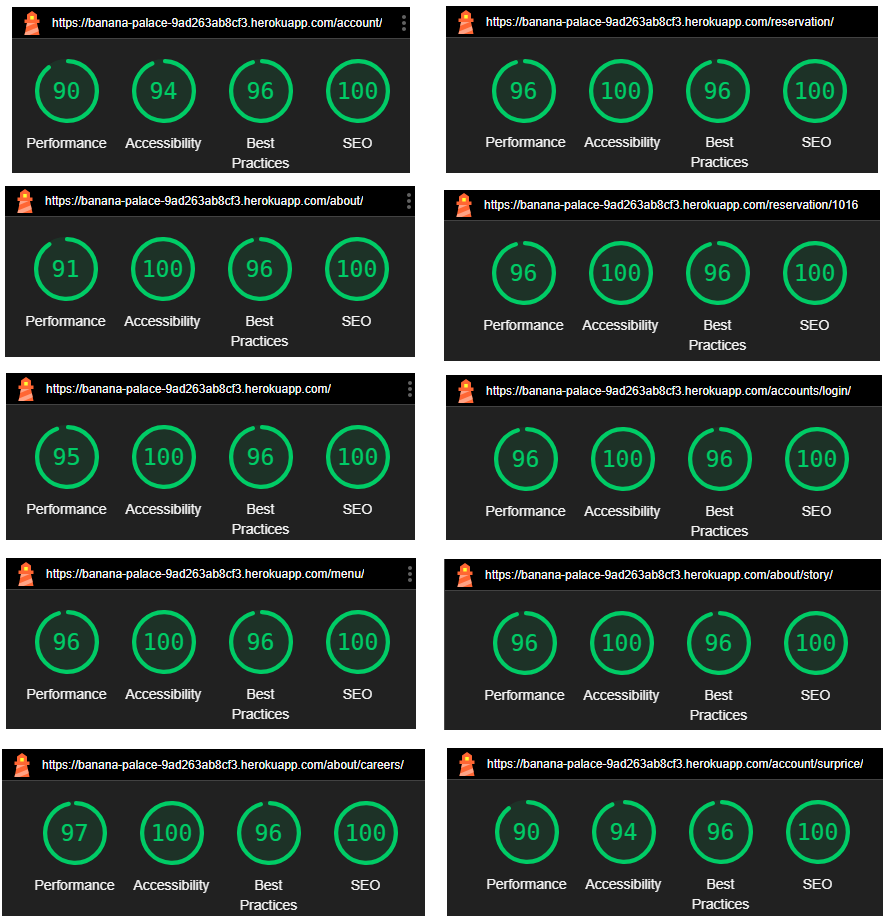 https://banana-palace-9ad263ab8cf3.herokuapp.com/account/
90 94 96 100
Performance Accessibility Best Practices SEO
https://banana-palace-9ad263ab8cf3.herokuapp.com/reservation/
96 100 96 100
Performance Accessibility Best Practices SEO
https://banana-palace-9ad263ab8cf3.herokuapp.com/about/
91 100 96 100
Performance Accessibility Best Practices SEO
https://banana-palace-9ad263ab8cf3.herokuapp.com/reservation/1016
96 100 96 100
Performance Accessibility Best Practices SEO
https://banana-palace-9ad263ab8cf3.herokuapp.com/
95 100 96 100
Performance Accessibility Best Practices SEO
https://banana-palace-9ad263ab8cf3.herokuapp.com/accounts/login/
96 100 96 100
Performance Accessibility Best Practices SEO
https://banana-palace-9ad263ab8cf3.herokuapp.com/menu/
96 100 96 100
Performance Accessibility Best Practices SEO
https://banana-palace-9ad263ab8cf3.herokuapp.com/about/story/
96 100 96 100
Performance Accessibility Best Practices SEO
https://banana-palace-9ad263ab8cf3.herokuapp.com/about/careers/
97 100 96 100
Performance Accessibility Best Practices SEO
https://banana-palace-9ad263ab8cf3.herokuapp.com/account/surprice/
90 94 96 100
Performance Accessibility Best Practices SEO